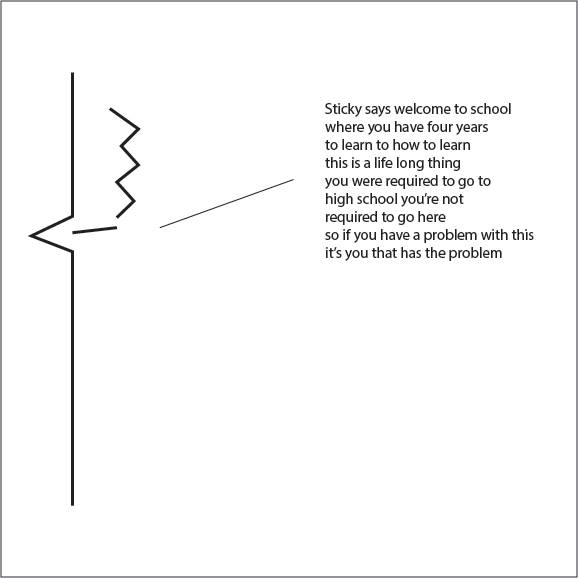 Sticky says welcome to school
where you have four years
to learn to how to learn
this is a life long thing
you were required to go to
high school you’re not
required to go here
so if you have a problem with this
it’s you that has the problem